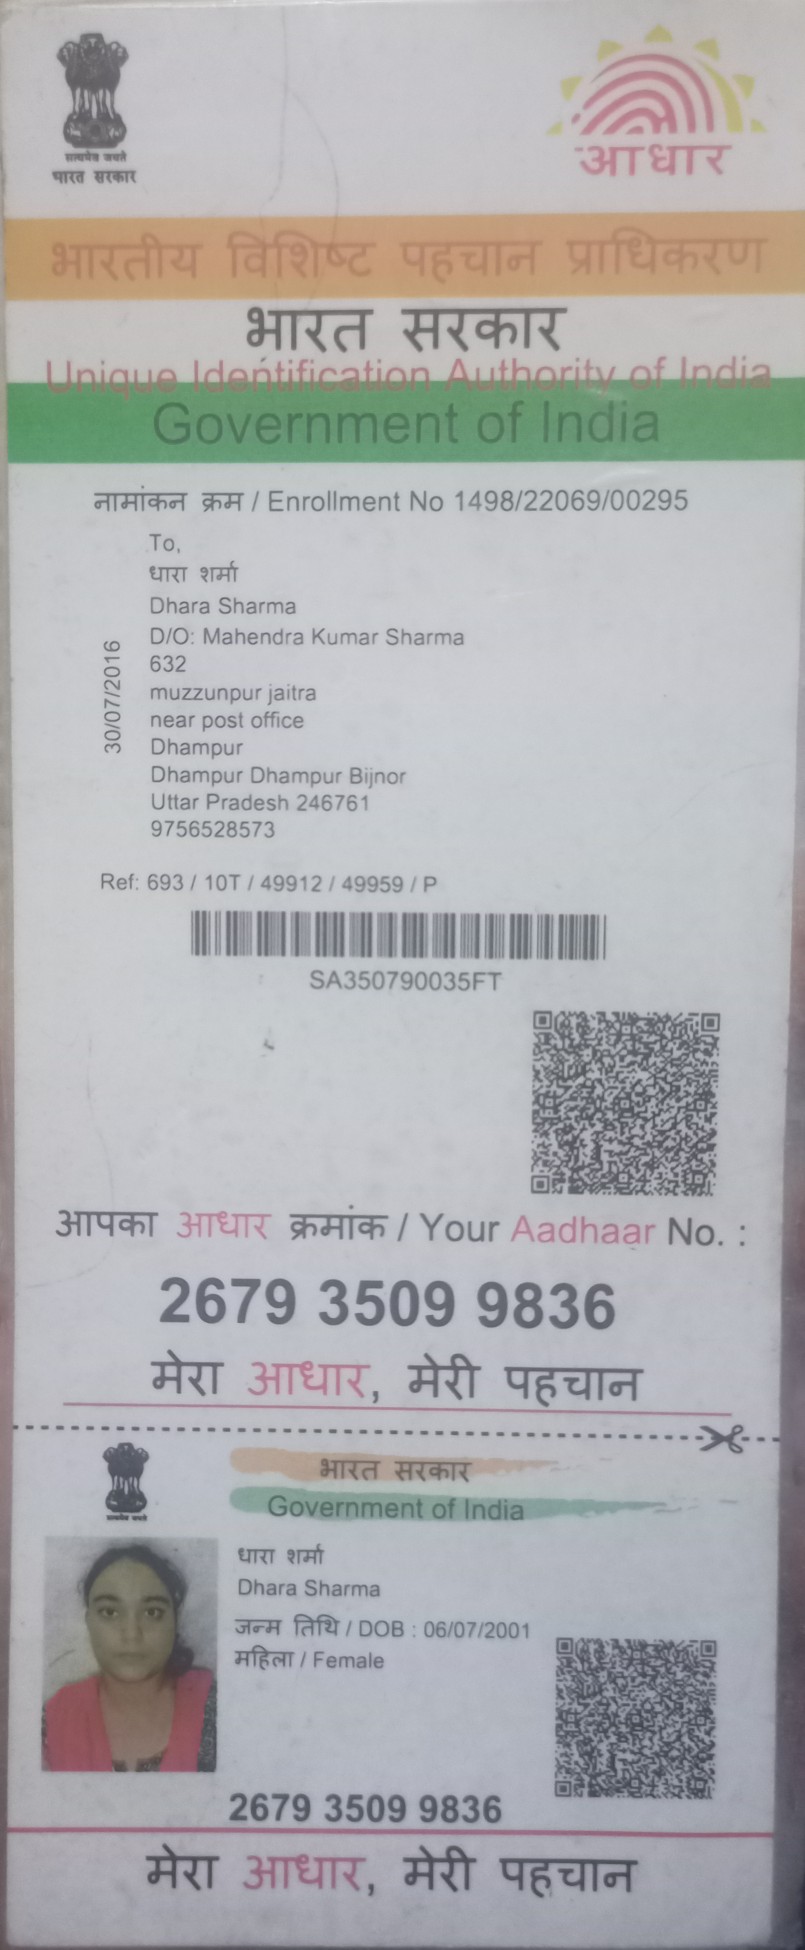 सत्यमेव जयते
भारत सरकार
आधार
भारतीय विशिष्ट पहचान प्राधिकरण
भारत सरकार
Unique Identification Authority of India
Government of India
नामांकन क्रम / Enrollment No 1498/22069/00295
To,
धारा शर्मा
Dhara Sharma
D/O: Mahendra Kumar Sharma
632
muzzunpur jaitra
near post office
Dhampur
Dhampur Dhampur Bijnor
Uttar Pradesh 246761
9756528573
30/07/2016
Ref: 693 / 10T / 49912 / 49959 / P
SA350790035FT
आपका आधार क्रमांक / Your Aadhaar No. :
2679 3509 9836
मेरा आधार, मेरी पहचान
सत्यमेव जयते
भारत सरकार
Government of India
धारा शर्मा
Dhara Sharma
जन्म तिथि / DOB : 06/07/2001
महिला / Female
2679 3509 9836
मेरा आधार, मेरी पहचान